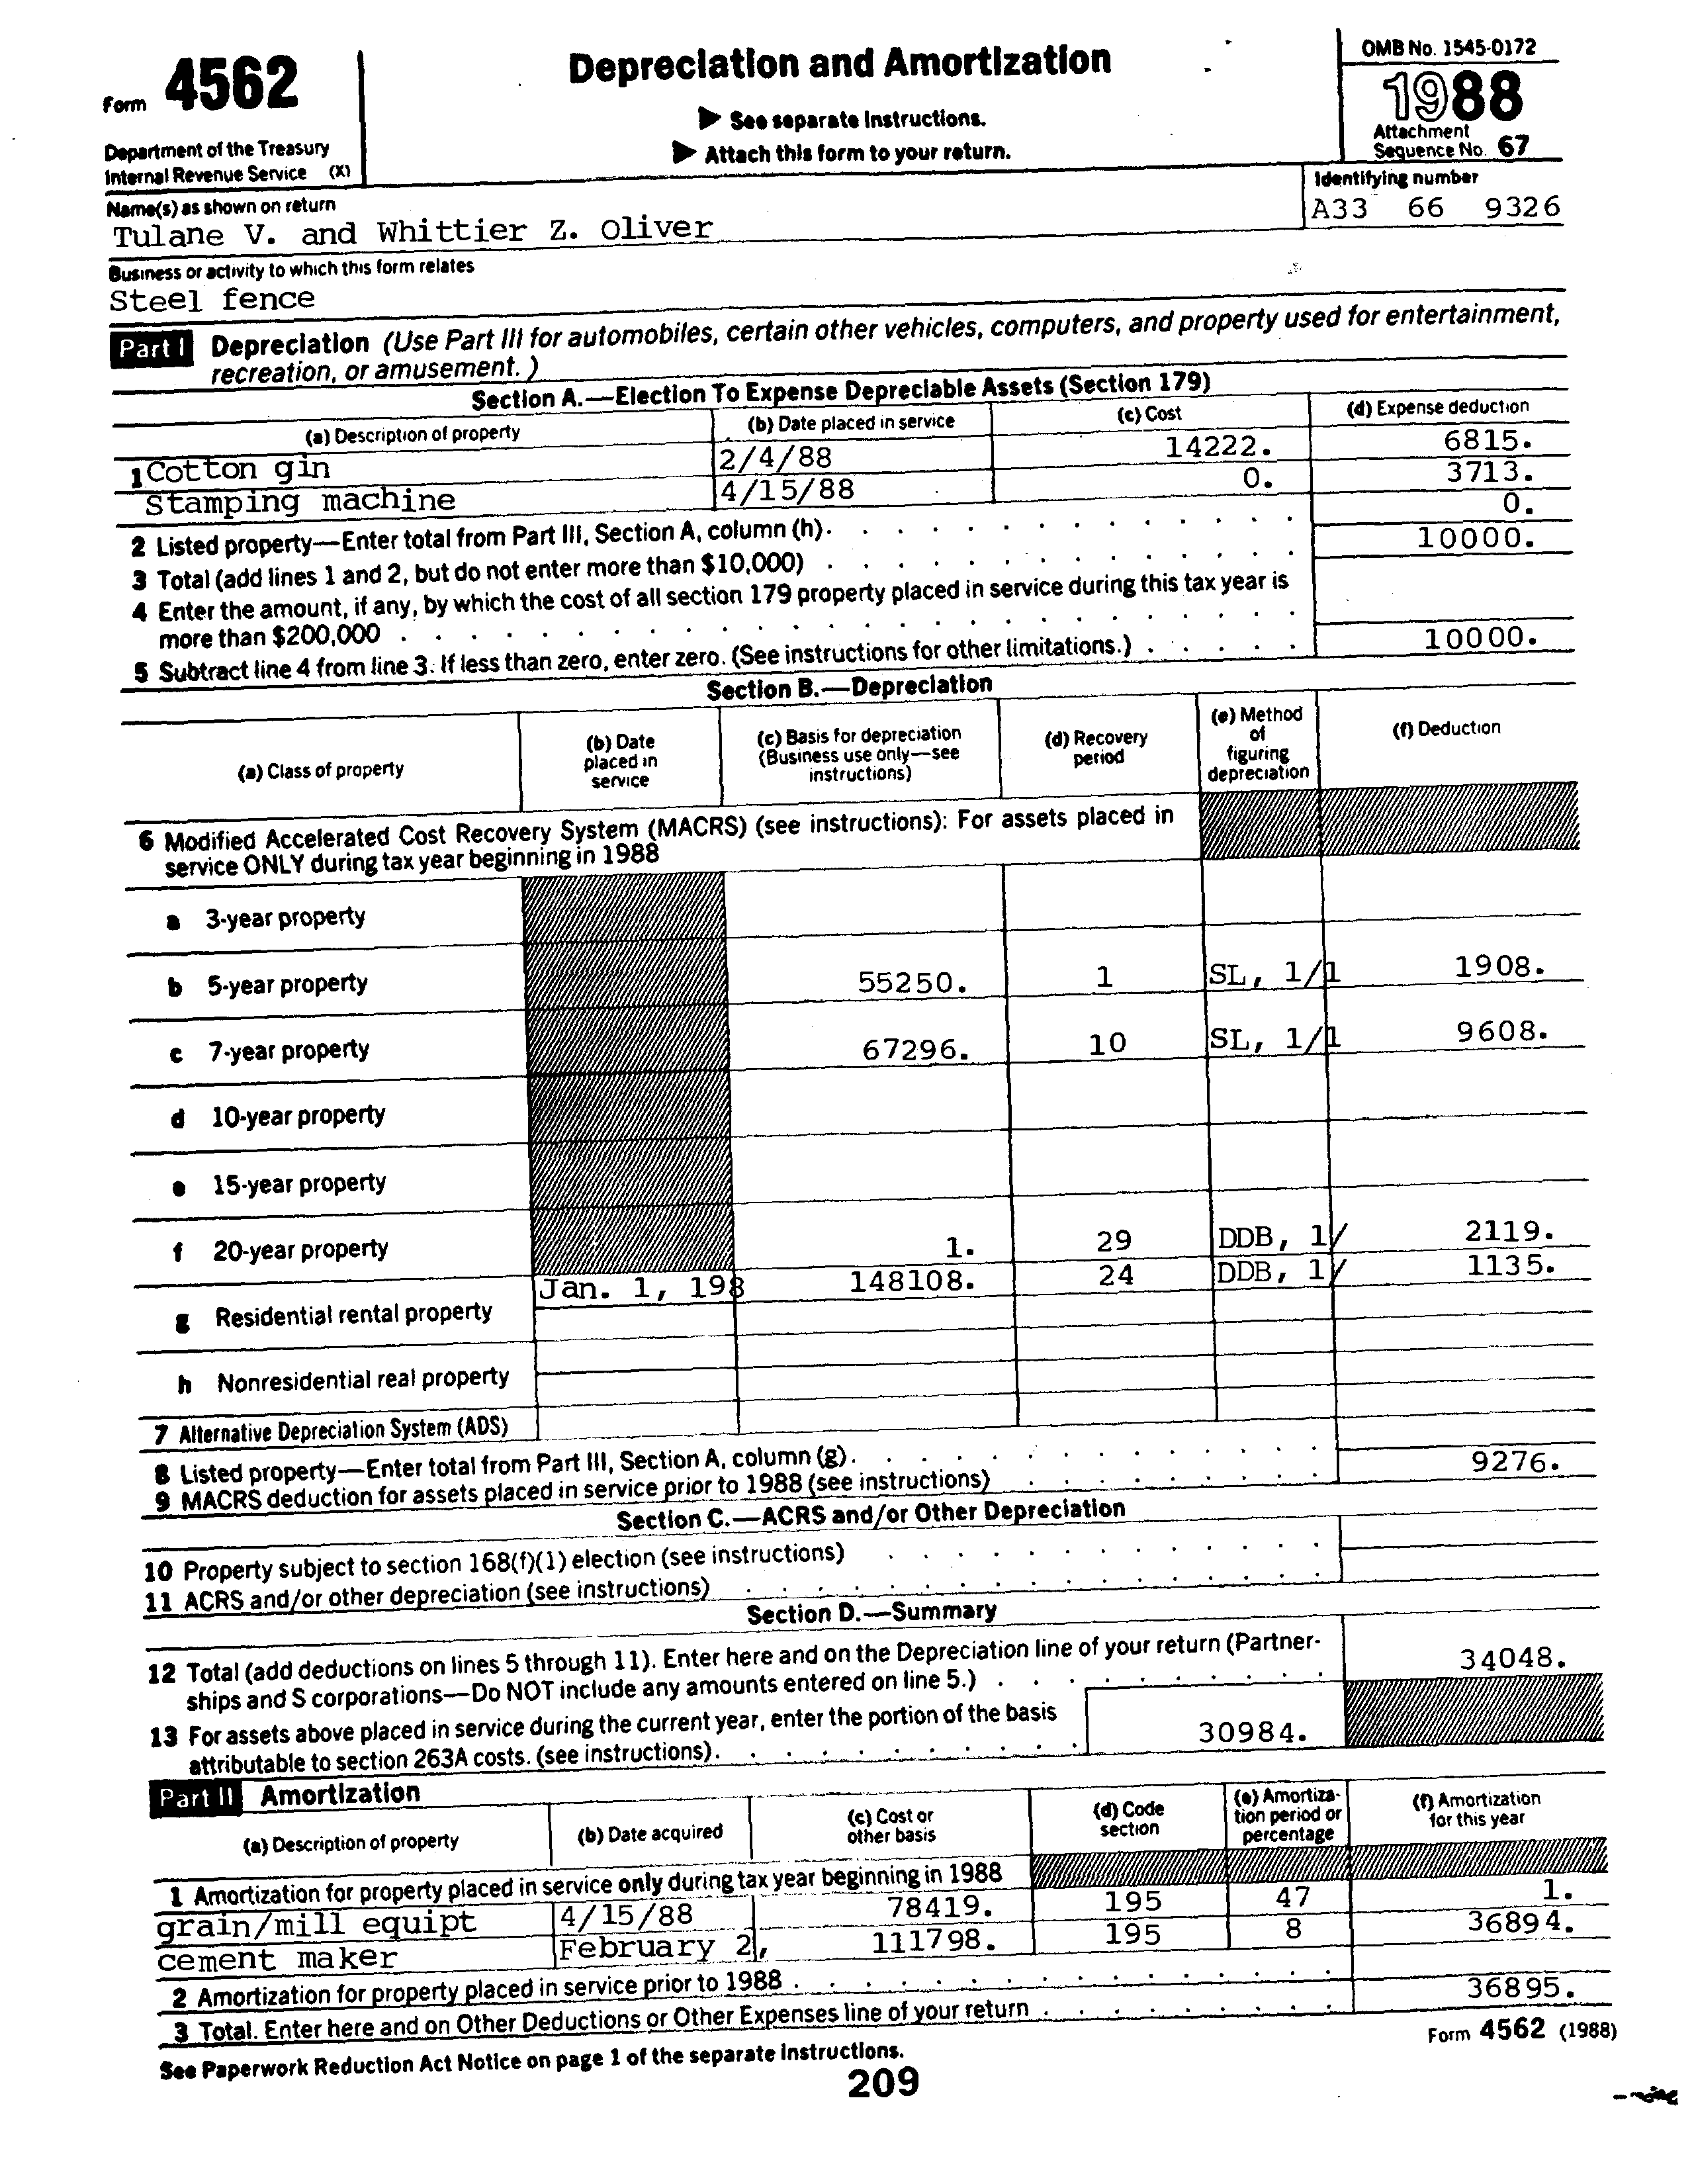 Form 4562
Department of the Treasury
Internal Revenue Service (X)
Depreciation and Amortization
▶ See separate Instructions.
▶ Attach this form to your return.
OMB No. 1545-0172
1988
Attachment
Sequence No. 67
Name(s) as shown on return
Tulane V. and Whittier Z. Oliver
Identifying number
A33 66 9326
Business or activity to which this form relates
Steel fence
Part I Depreciation (Use Part III for automobiles, certain other vehicles, computers, and property used for entertainment,
recreation, or amusement.)
Section A.—Election To Expense Depreciable Assets (Section 179)
(a) Description of property (b) Date placed in service (c) Cost (d) Expense deduction
1 Cotton gin 2/4/88 14222. 6815.
Stamping machine 4/15/88 0. 3713.
2 Listed property—Enter total from Part III, Section A, column (h). 0.
3 Total (add lines 1 and 2, but do not enter more than $10,000) 10000.
4 Enter the amount, if any, by which the cost of all section 179 property placed in service during this tax year is
more than $200,000
5 Subtract line 4 from line 3. If less than zero, enter zero. (See instructions for other limitations.) 10000.
Section B.—Depreciation
(a) Class of property
(b) Date
placed in
service
(c) Basis for depreciation
(Business use only—see
instructions)
(d) Recovery
period
(e) Method
of
figuring
depreciation
(f) Deduction
6 Modified Accelerated Cost Recovery System (MACRS) (see instructions): For assets placed in
service ONLY during tax year beginning in 1988
a 3-year property
b 5-year property 55250. 1 SL, 1/1 1908.
c 7-year property 67296. 10 SL, 1/1 9608.
d 10-year property
e 15-year property
f 20-year property 1. 29 DDB, 1/ 2119.
Jan. 1, 198 148108. 24 DDB, 1/ 1135.
g Residential rental property
h Nonresidential real property
7 Alternative Depreciation System (ADS)
8 Listed property—Enter total from Part III, Section A, column (g). 9276.
9 MACRS deduction for assets placed in service prior to 1988 (see instructions)
Section C.—ACRS and/or Other Depreciation
10 Property subject to section 168(f)(1) election (see instructions)
11 ACRS and/or other depreciation (see instructions)
Section D.—Summary
12 Total (add deductions on lines 5 through 11). Enter here and on the Depreciation line of your return (Partner-
ships and S corporations—Do NOT include any amounts entered on line 5.) 34048.
13 For assets above placed in service during the current year, enter the portion of the basis
attributable to section 263A costs. (see instructions). 30984.
Part II Amortization
(a) Description of property
(b) Date acquired
(c) Cost or
other basis
(d) Code
section
(e) Amortiza-
tion period or
percentage
(f) Amortization
for this year
1 Amortization for property placed in service only during tax year beginning in 1988
grain/mill equipt 4/15/88 78419. 195 47 1.
cement maker February 2, 111798. 195 8 36894.
2 Amortization for property placed in service prior to 1988
3 Total. Enter here and on Other Deductions or Other Expenses line of your return 36895.
See Paperwork Reduction Act Notice on page 1 of the separate Instructions.
Form 4562 (1988)
209